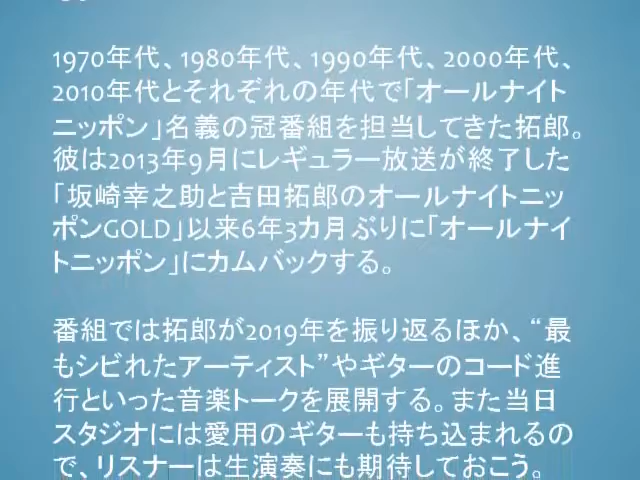 1970年代、1980年代、1990年代、2000年代、
2010年代とそれぞれの年代で「オールナイト
ニッポン」名義の冠番組を担当してきた拓郎。
彼は2013年9月にレギュラー放送が終了した
「坂崎幸之助と吉田拓郎のオールナイトニッ
ポンGOLD」以来6年3カ月ぶりに「オールナイ
トニッポン」にカムバックする。
番組では拓郎が2019年を振り返るほか、“最
もシビれたアーティスト”やギターのコード進
行といった音楽トークを展開する。また当日
スタジオには愛用のギターも持ち込まれるの
で、リスナーは生演奏にも期待しておこう。